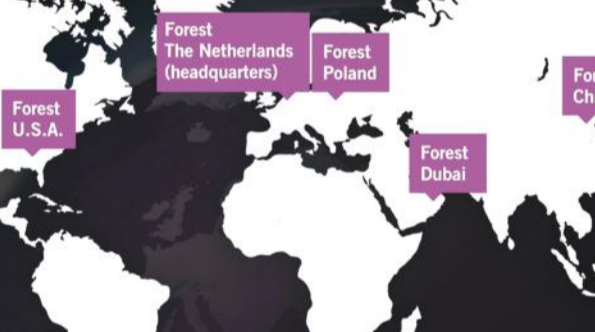 Forest
The Netherlands
(headquarters)
Forest
Poland
Forest
U.S.A.
Forest
Dubai